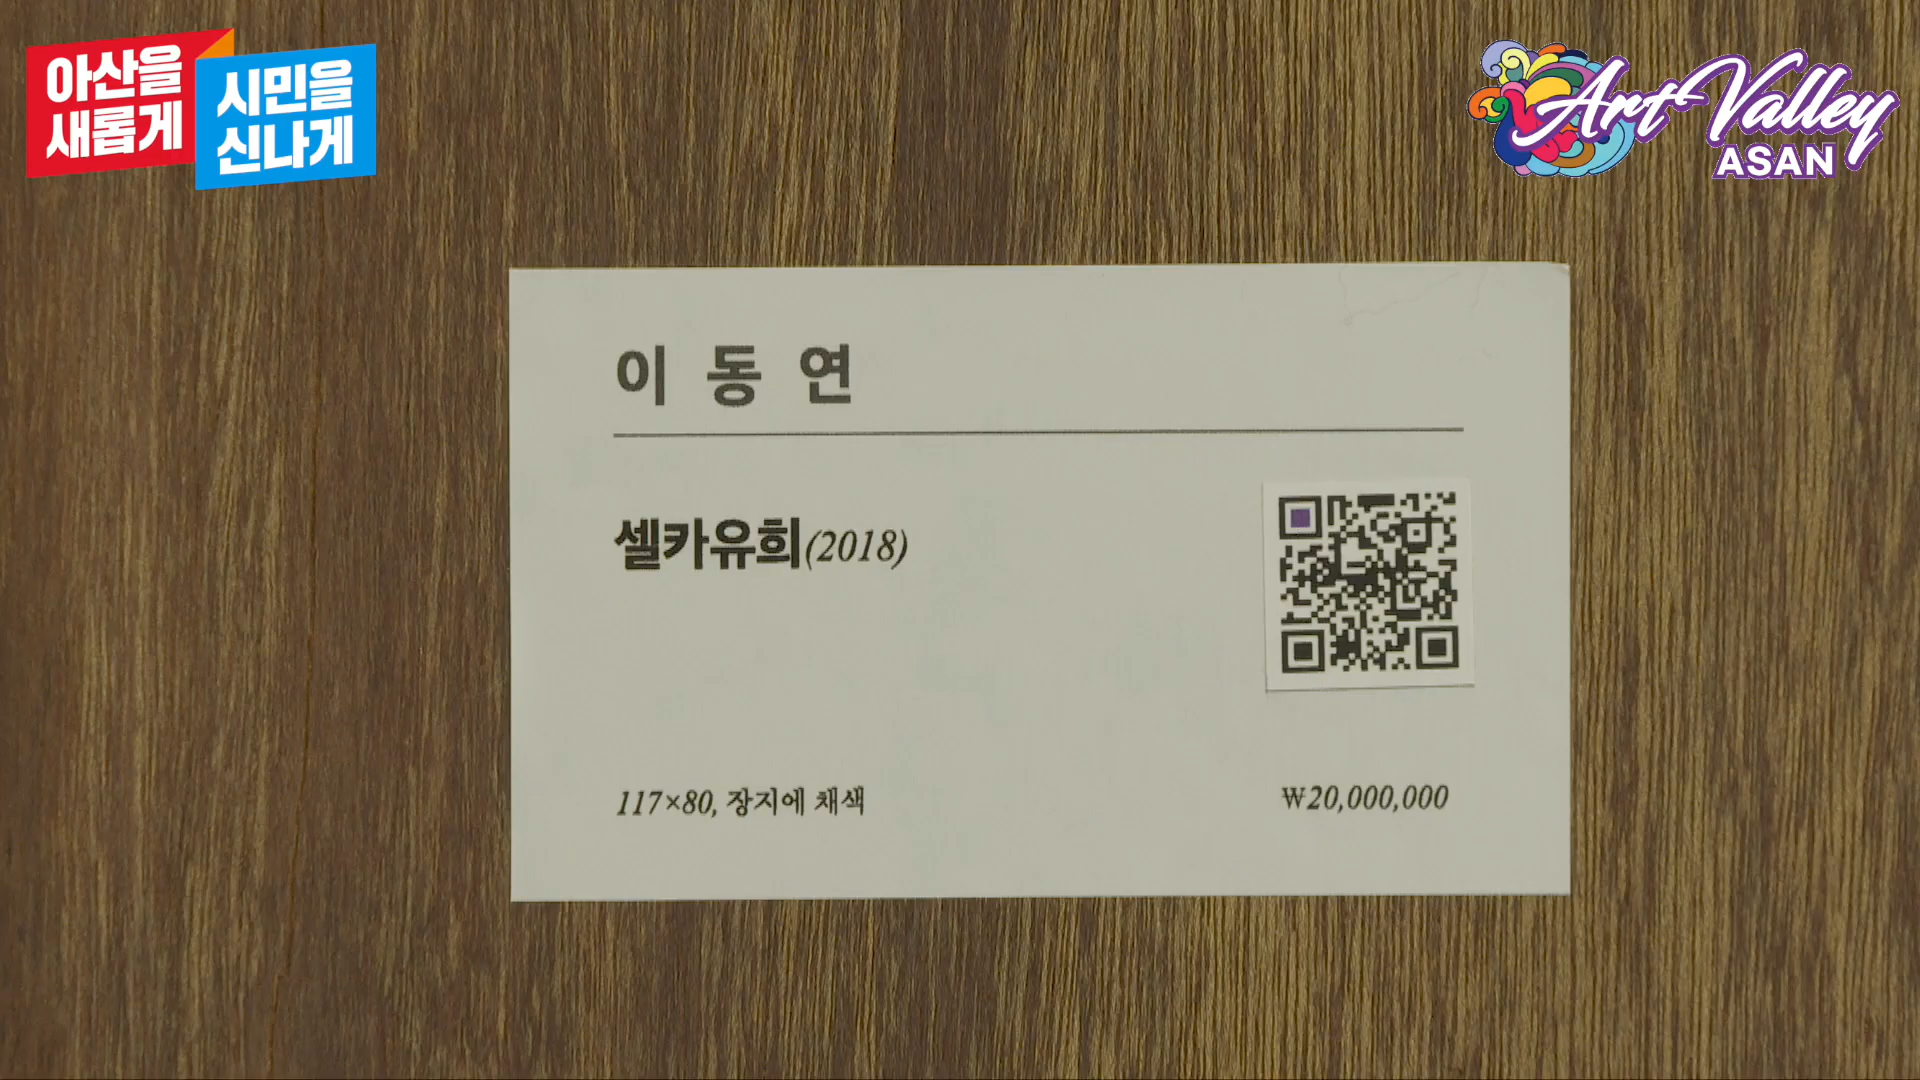 아산을
새롭게
시민을
신나게
Art Valley
ASAN
이 동 연
셀카유희(2018)
117×80, 장지에 채색
₩20,000,000